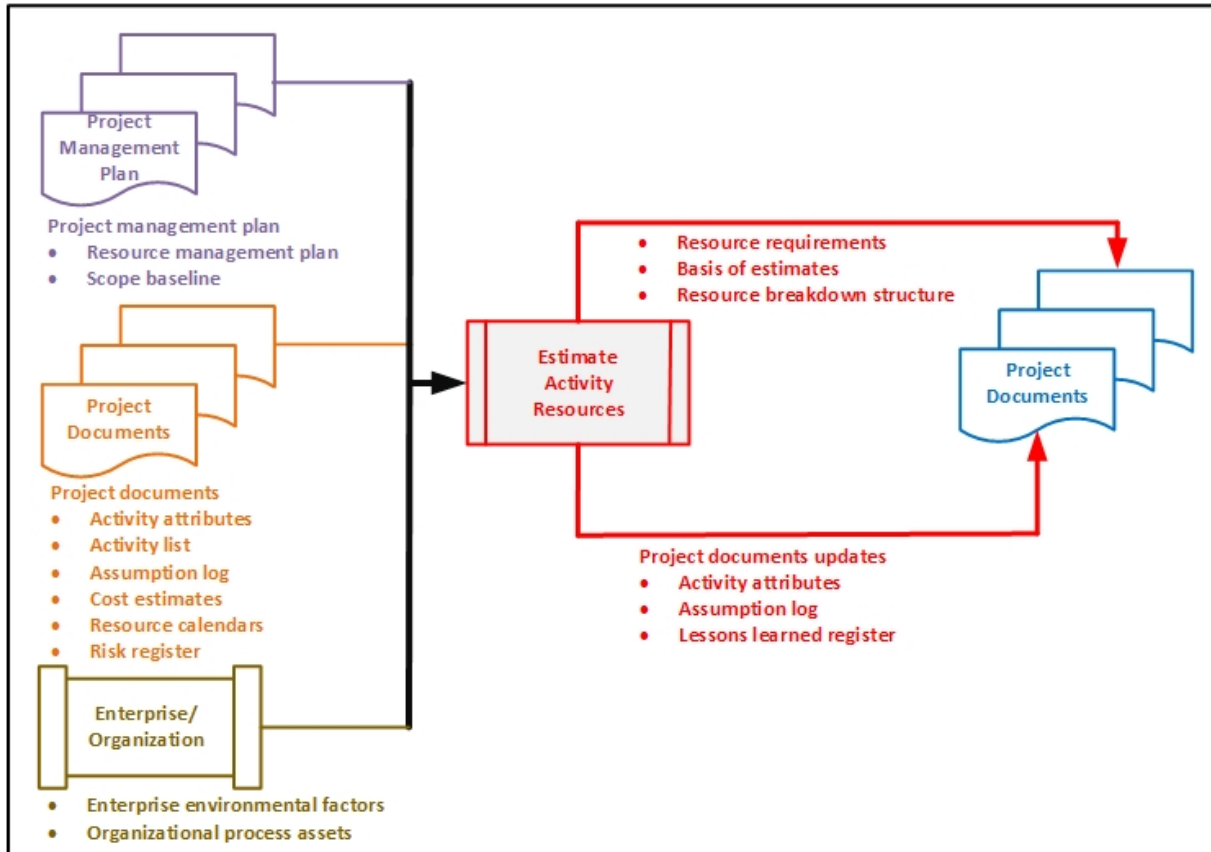 Project
Management
Plan
Project management plan
• Resource management plan
• Scope baseline
Project
Documents
Project documents
• Activity attributes
• Activity list
• Assumption log
• Cost estimates
• Resource calendars
• Risk register
Enterprise/
Organization
• Enterprise environmental factors
• Organizational process assets
Estimate
Activity
Resources
• Resource requirements
• Basis of estimates
• Resource breakdown structure
Project documents updates
• Activity attributes
• Assumption log
• Lessons learned register
Project
Documents